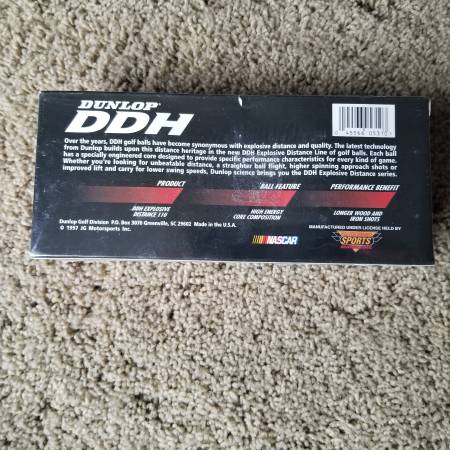 DUNLOP
DDH
Over the years, DDH golf balls have become synonymous with explosive distance and quality. The latest technology
from Dunlop builds upon this distance heritage in the new DDH Explosive Distance Line of golf balls. Each ball
has a specially engineered core designed to provide specific performance characteristics for every kind of game.
Whether you're looking for unbeatable distance, a straighter ball flight, higher spinning approach shots or
improved lift and carry for lower swing speeds, Dunlop science brings you the DDH Explosive Distance series.
PRODUCT BALL FEATURE PERFORMANCE BENEFIT
DDH EXPLOSIVE
DISTANCE 110
HIGH ENERGY
CORE COMPOSITION
LONGER WOOD AND
IRON SHOTS
Dunlop Golf Division P.O. Box 3070 Greenville, SC 29602 Made in the U.S.A.
© 1997 JG Motorsports Inc.
NASCAR
MANUFACTURED UNDER LICENSE HELD BY
SPORTS